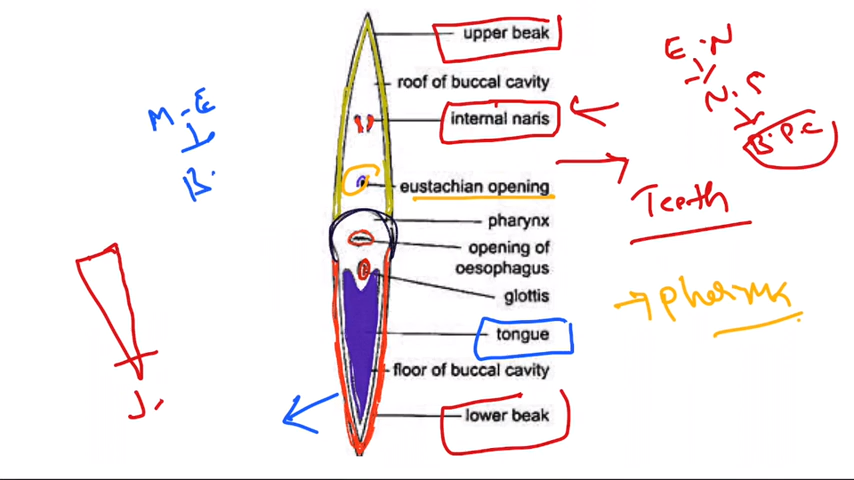 upper beak
roof of buccal cavity
internal naris
eustachian opening
pharynx
opening of
oesophagus
glottis
tongue
floor of buccal cavity
lower beak
M-E
B.
E.N
B.P.C
Teeth
J.